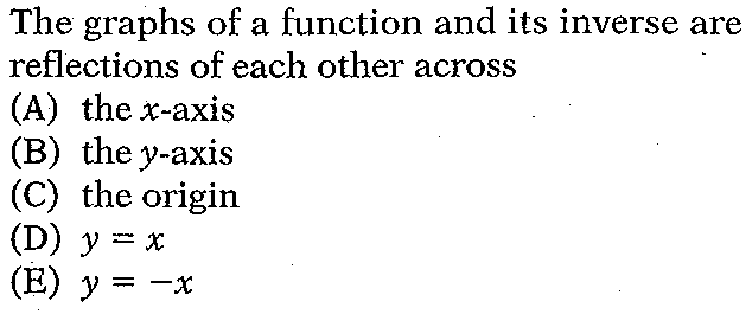 The graphs of a function and its inverse are
reflections of each other across
(A) the x-axis
(B) the y-axis
(C) the origin
(D) y = x
(E) y = −x